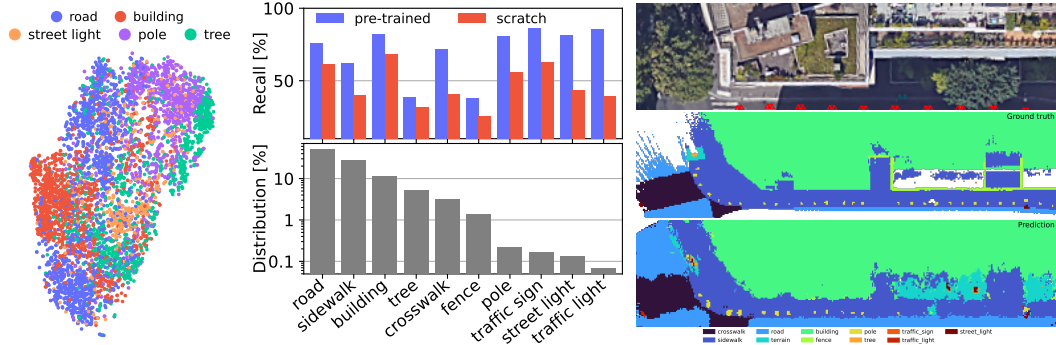 road building
street light pole tree
100
50
Recall [%]
pre-trained scratch
10
1
0.1
Distribution [%]
road
sidewalk
building
tree
crosswalk
fence
pole
traffic sign
street light
traffic light
Ground truth
Prediction
crosswalk road building pole traffic_sign street_light
sidewalk terrain fence tree traffic_light